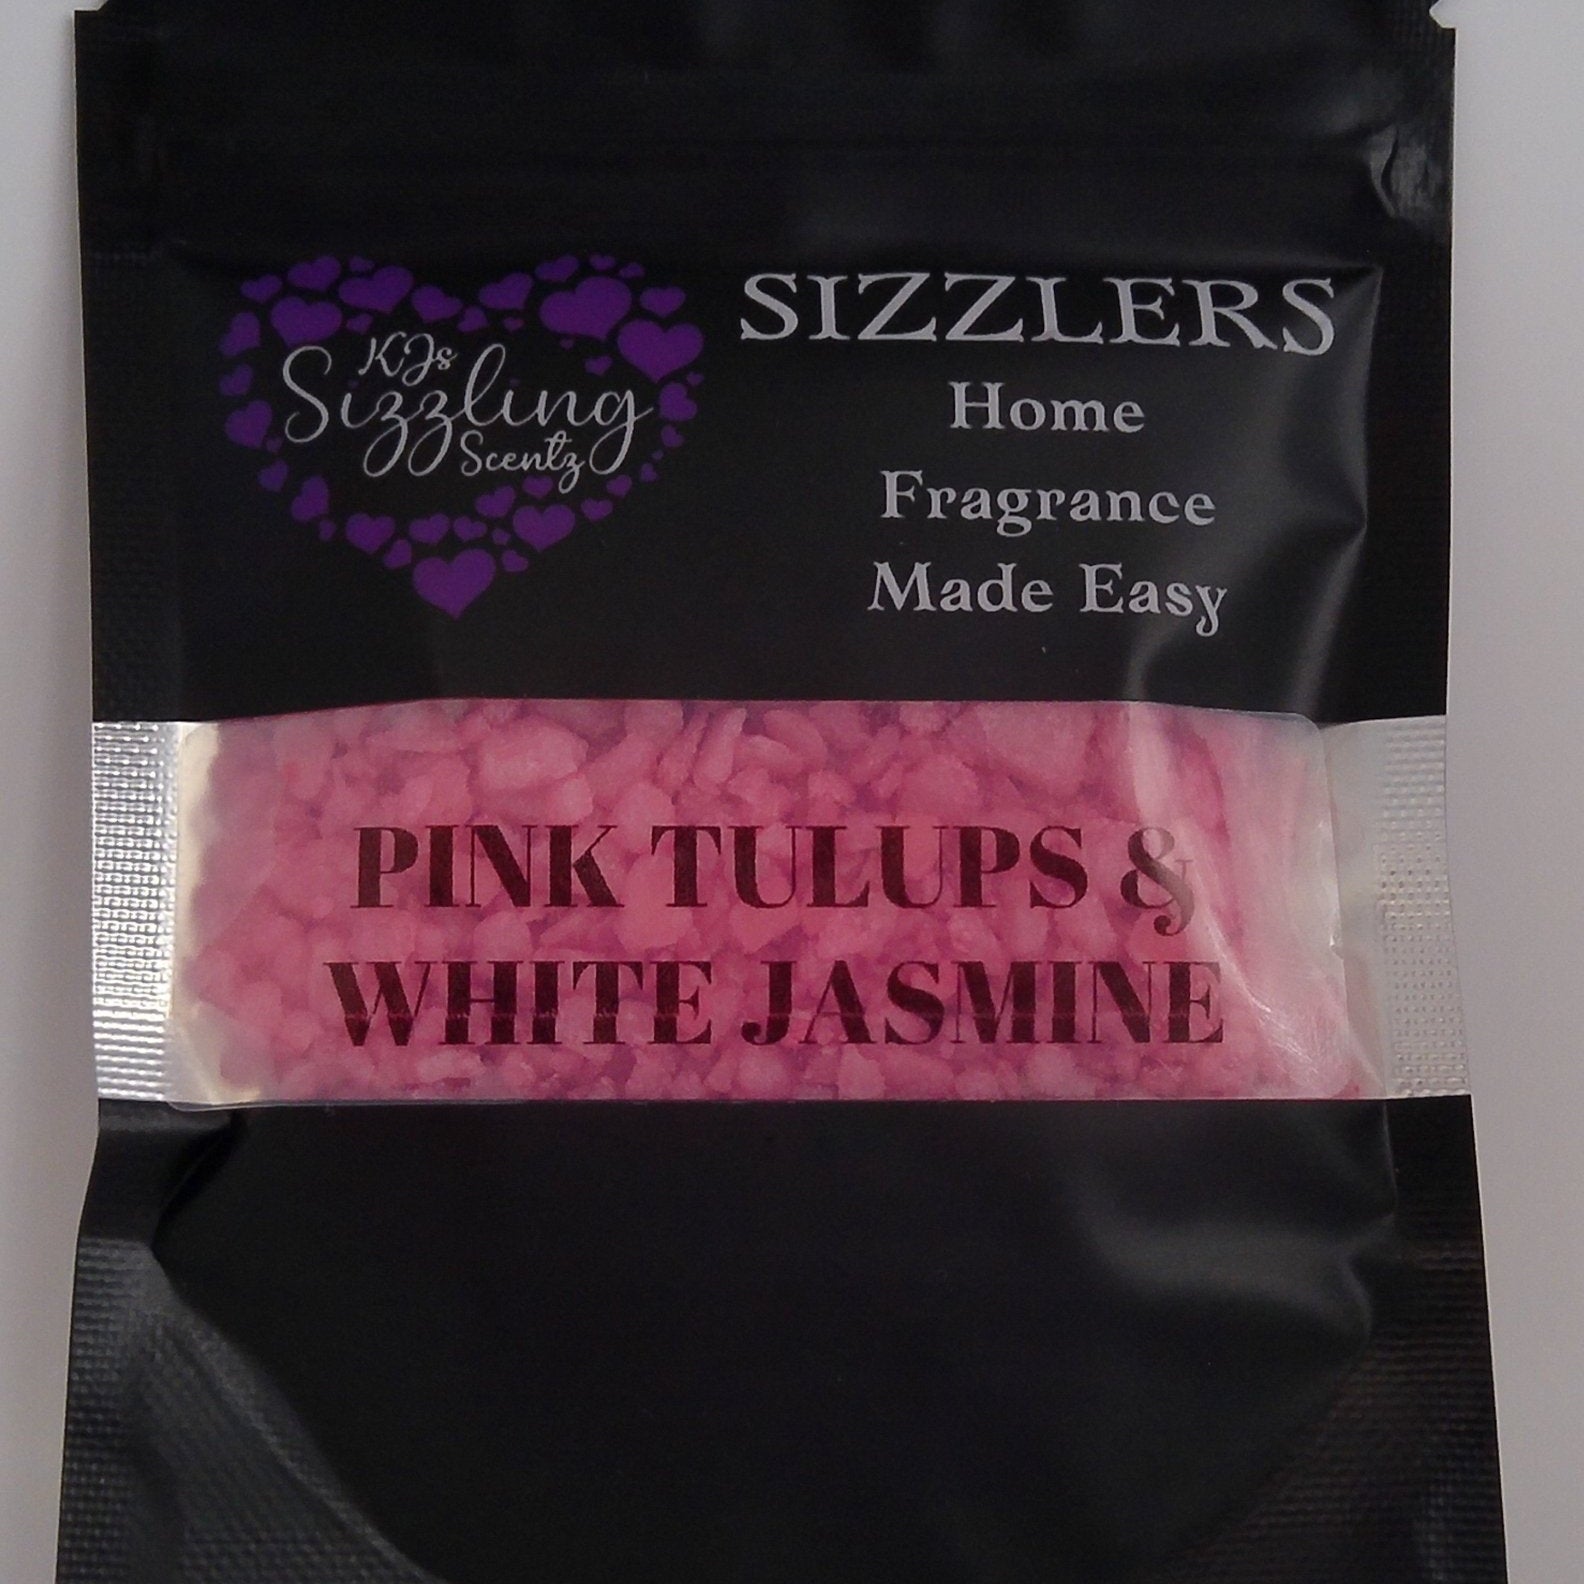 KJs
Sizzling
Scentz
SIZZLERS
Home
Fragrance
Made Easy
PINK TULUPS &
WHITE JASMINE